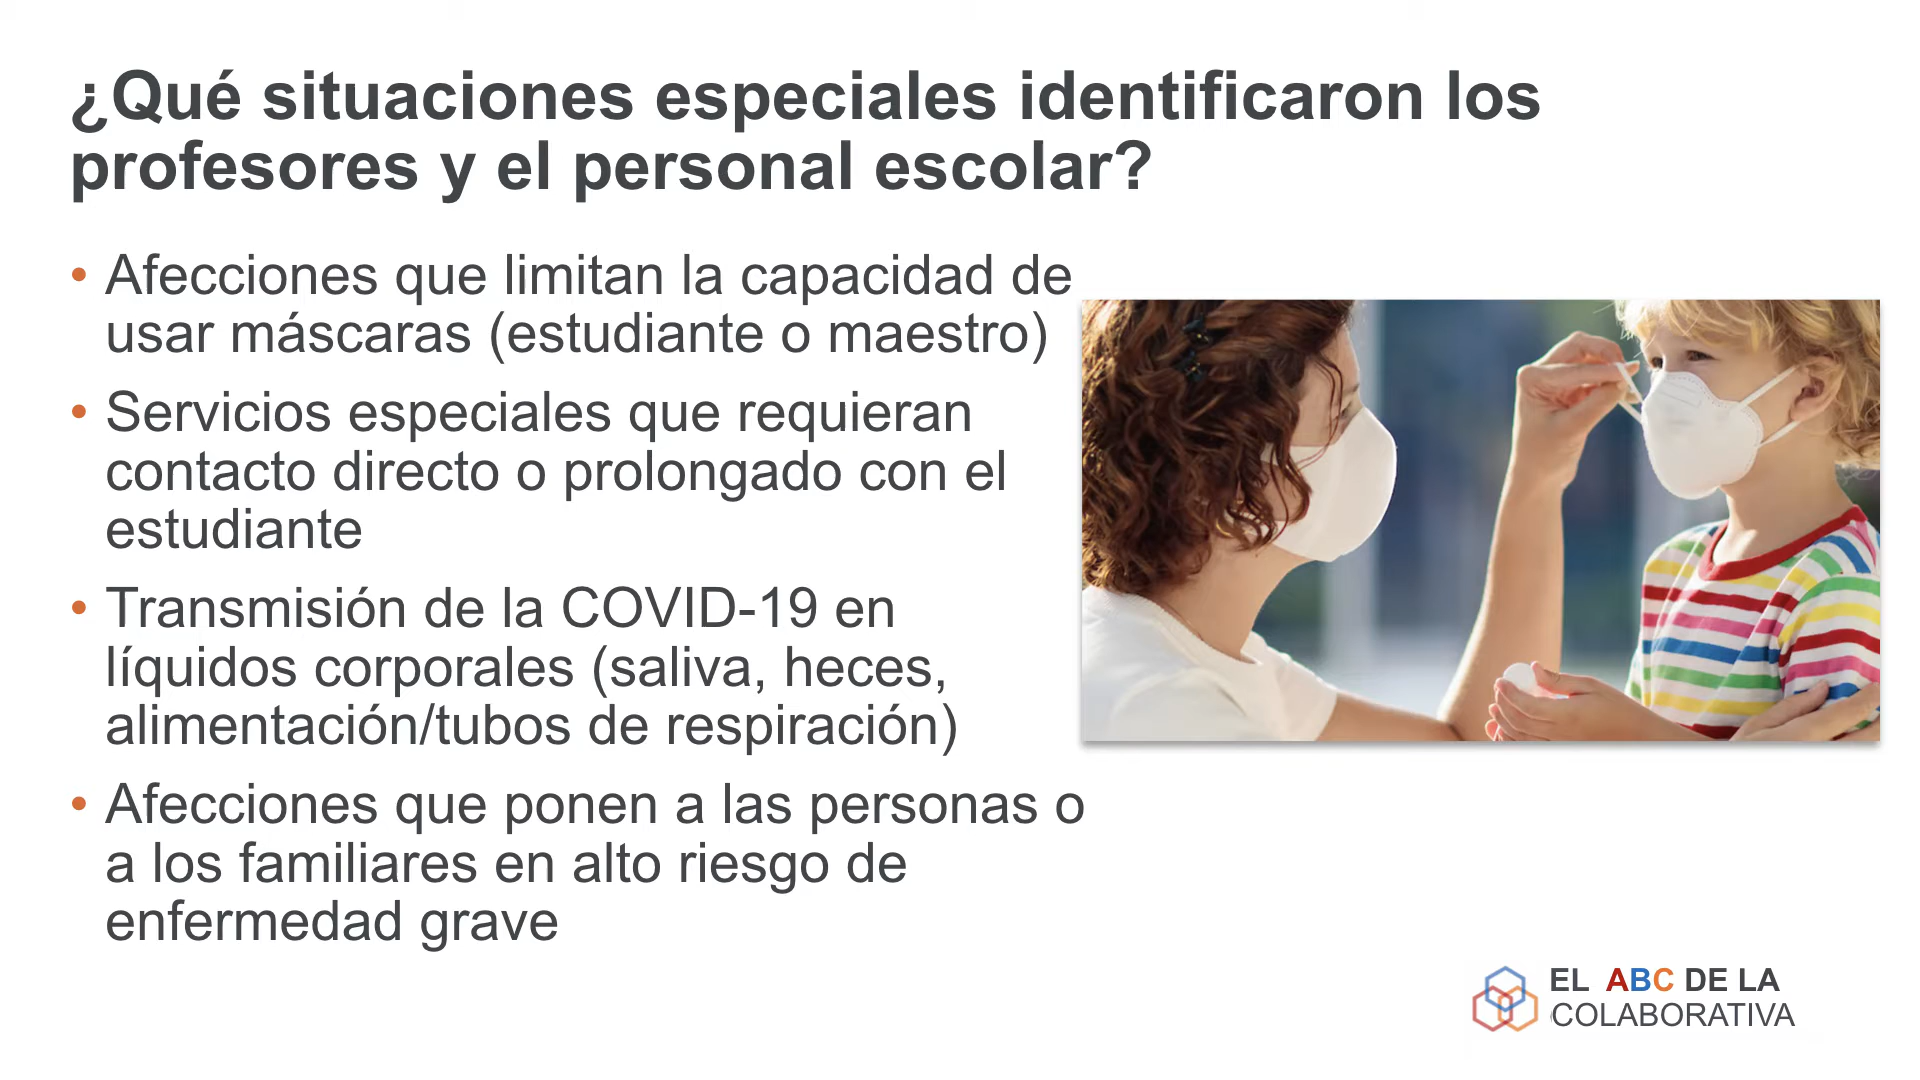 ¿Qué situaciones especiales identificaron los
profesores y el personal escolar?
• Afecciones que limitan la capacidad de
usar máscaras (estudiante o maestro)
• Servicios especiales que requieran
contacto directo o prolongado con el
estudiante
• Transmisión de la COVID-19 en
líquidos corporales (saliva, heces,
alimentación/tubos de respiración)
• Afecciones que ponen a las personas o
a los familiares en alto riesgo de
enfermedad grave
EL ABC DE LA
COLABORATIVA